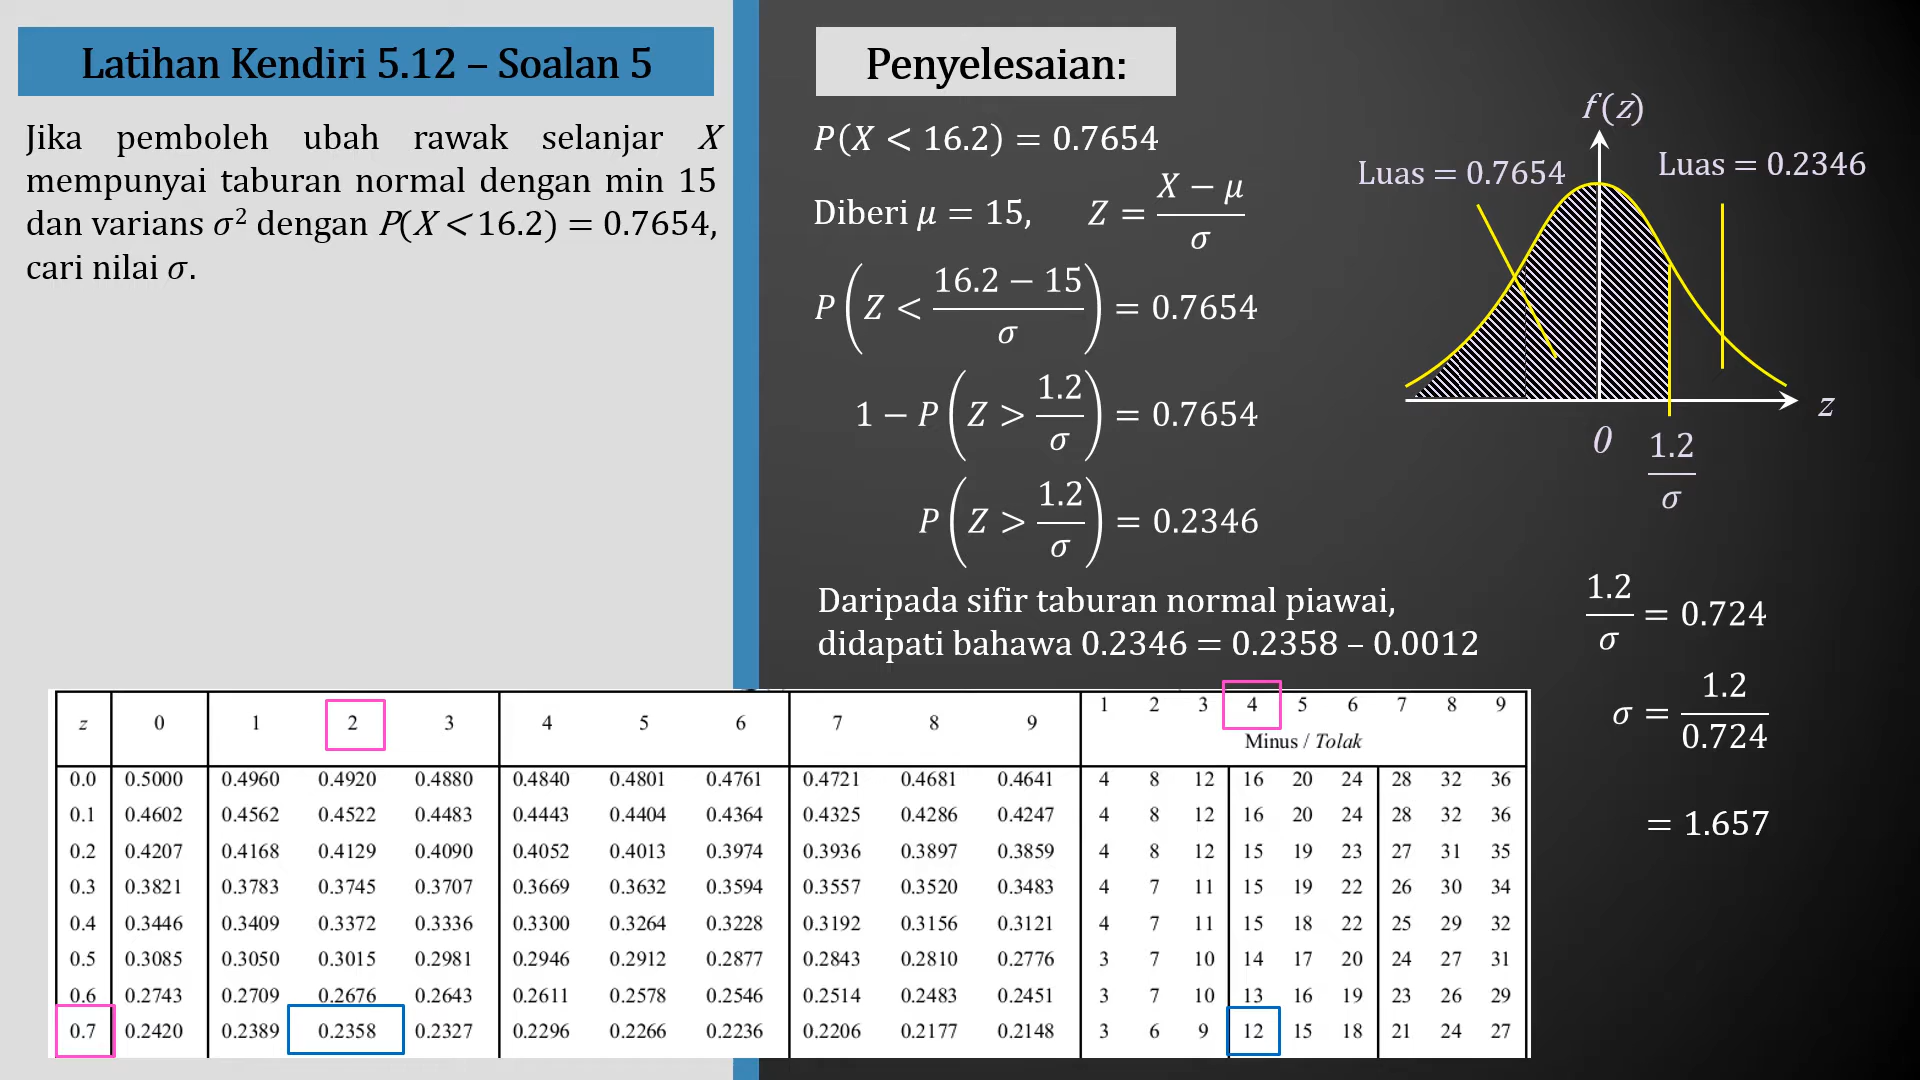 Latihan Kendiri 5.12 – Soalan 5
Jika pemboleh ubah rawak selanjar X
mempunyai taburan normal dengan min 15
dan varians σ² dengan P(X < 16.2) = 0.7654,
cari nilai σ.
Penyelesaian:
P(X < 16.2) = 0.7654
Diberi μ = 15, Z = (X − μ)/σ
P(Z < (16.2 − 15)/σ) = 0.7654
1 − P(Z > 1.2/σ) = 0.7654
P(Z > 1.2/σ) = 0.2346
Daripada sifir taburan normal piawai,
didapati bahawa 0.2346 = 0.2358 – 0.0012
f(z)
Luas = 0.7654
Luas = 0.2346
z
0
1.2/σ
1.2/σ = 0.724
σ = 1.2/0.724
= 1.657
z 0 1 2 3 4 5 6 7 8 9 1 2 3 4 5 6 7 8 9
Minus / Tolak
0.0 0.5000 0.4960 0.4920 0.4880 0.4840 0.4801 0.4761 0.4721 0.4681 0.4641 4 8 12 16 20 24 28 32 36
0.1 0.4602 0.4562 0.4522 0.4483 0.4443 0.4404 0.4364 0.4325 0.4286 0.4247 4 8 12 16 20 24 28 32 36
0.2 0.4207 0.4168 0.4129 0.4090 0.4052 0.4013 0.3974 0.3936 0.3897 0.3859 4 8 12 15 19 23 27 31 35
0.3 0.3821 0.3783 0.3745 0.3707 0.3669 0.3632 0.3594 0.3557 0.3520 0.3483 4 7 11 15 19 22 26 30 34
0.4 0.3446 0.3409 0.3372 0.3336 0.3300 0.3264 0.3228 0.3192 0.3156 0.3121 4 7 11 15 18 22 25 29 32
0.5 0.3085 0.3050 0.3015 0.2981 0.2946 0.2912 0.2877 0.2843 0.2810 0.2776 3 7 10 14 17 20 24 27 31
0.6 0.2743 0.2709 0.2676 0.2643 0.2611 0.2578 0.2546 0.2514 0.2483 0.2451 3 7 10 13 16 19 23 26 29
0.7 0.2420 0.2389 0.2358 0.2327 0.2296 0.2266 0.2236 0.2206 0.2177 0.2148 3 6 9 12 15 18 21 24 27